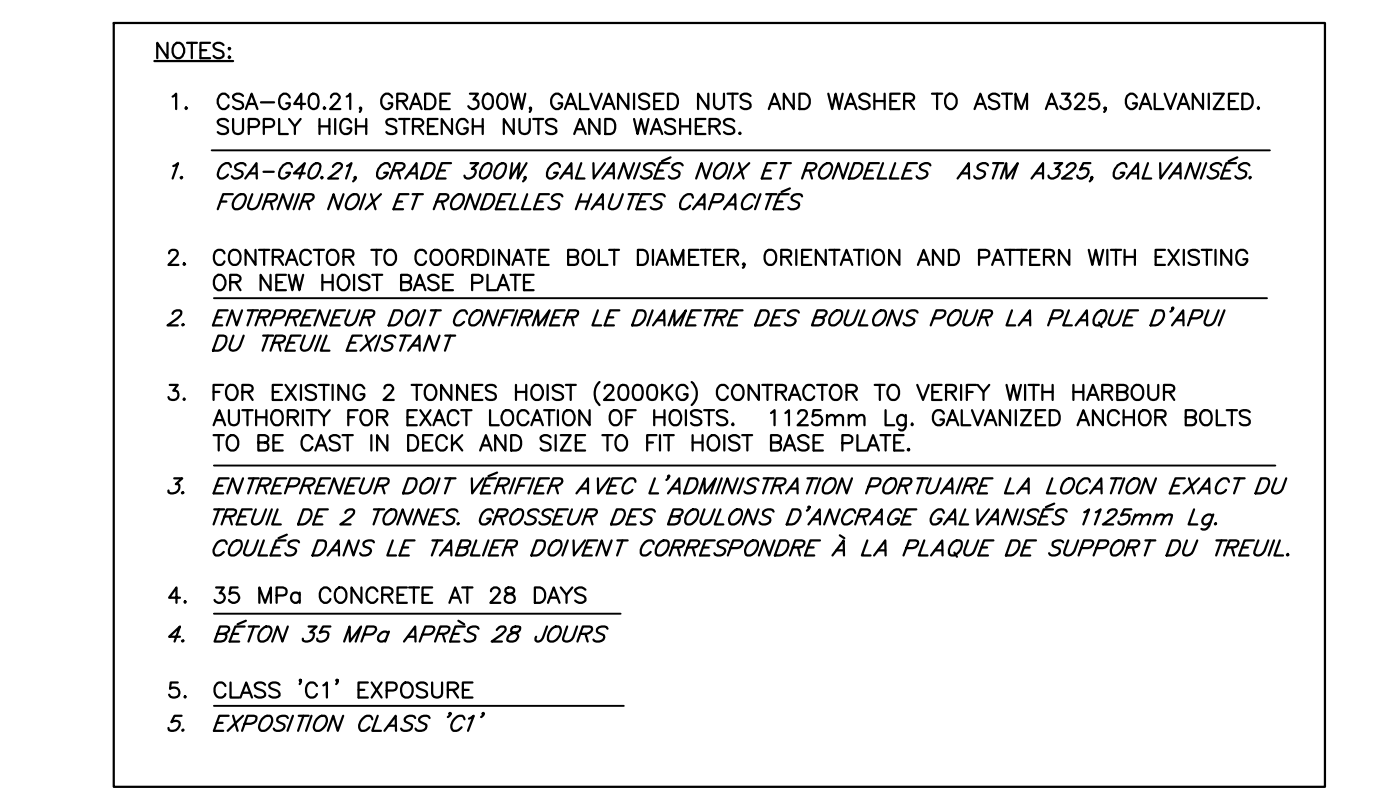 NOTES:
1. CSA-G40.21, GRADE 300W, GALVANISED NUTS AND WASHER TO ASTM A325, GALVANIZED.
SUPPLY HIGH STRENGH NUTS AND WASHERS.
1. CSA-G40.21, GRADE 300W, GALVANISÉS NOIX ET RONDELLES ASTM A325, GALVANISÉS.
FOURNIR NOIX ET RONDELLES HAUTES CAPACITÉS
2. CONTRACTOR TO COORDINATE BOLT DIAMETER, ORIENTATION AND PATTERN WITH EXISTING
OR NEW HOIST BASE PLATE
2. ENTRPRENEUR DOIT CONFIRMER LE DIAMETRE DES BOULONS POUR LA PLAQUE D'APUI
DU TREUIL EXISTANT
3. FOR EXISTING 2 TONNES HOIST (2000KG) CONTRACTOR TO VERIFY WITH HARBOUR
AUTHORITY FOR EXACT LOCATION OF HOISTS. 1125mm Lg. GALVANIZED ANCHOR BOLTS
TO BE CAST IN DECK AND SIZE TO FIT HOIST BASE PLATE.
3. ENTREPRENEUR DOIT VÉRIFIER AVEC L'ADMINISTRATION PORTUAIRE LA LOCATION EXACT DU
TREUIL DE 2 TONNES. GROSSEUR DES BOULONS D'ANCRAGE GALVANISÉS 1125mm Lg.
COULÉS DANS LE TABLIER DOIVENT CORRESPONDRE À LA PLAQUE DE SUPPORT DU TREUIL.
4. 35 MPa CONCRETE AT 28 DAYS
4. BÉTON 35 MPa APRÈS 28 JOURS
5. CLASS 'C1' EXPOSURE
5. EXPOSITION CLASS 'C1'